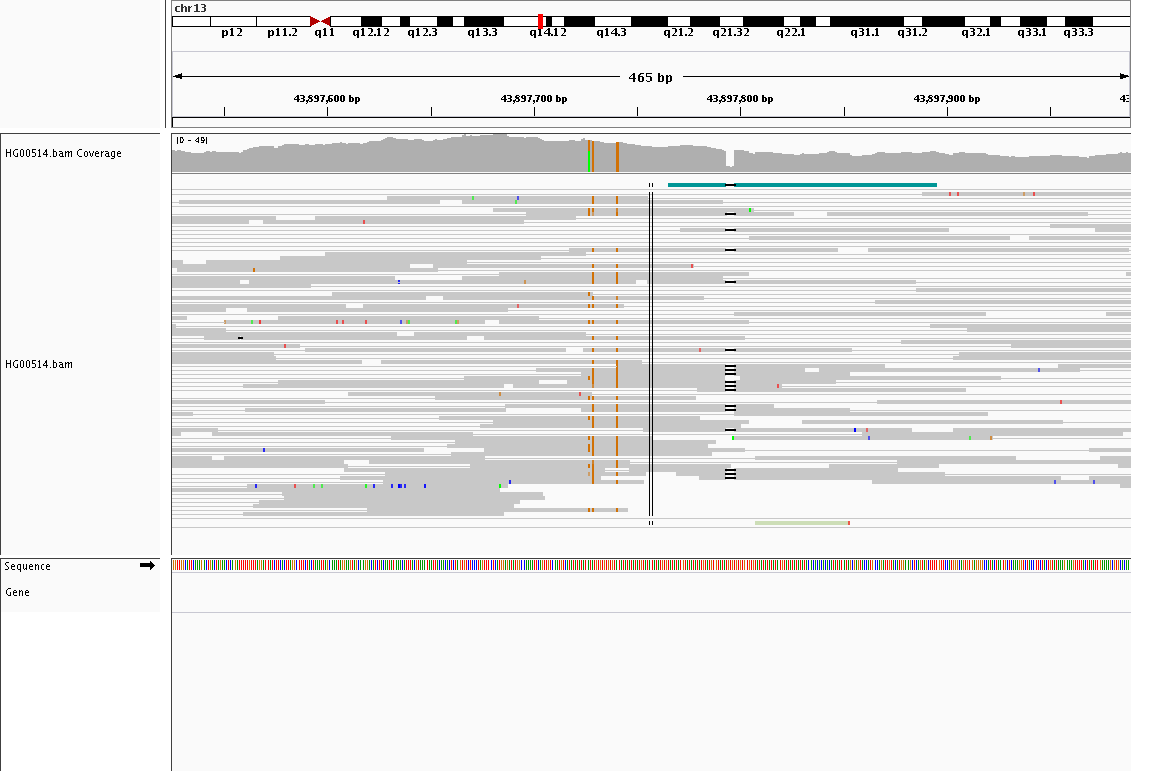 chr13
p12 p11.2 q11 q12.12 q12.3 q13.3 q14.12 q14.3 q21.2 q21.32 q22.1 q31.1 q31.2 q32.1 q33.1 q33.3
465 bp
43,897,600 bp 43,897,700 bp 43,897,800 bp 43,897,900 bp 43
[0 - 49]
HG00514.bam Coverage
HG00514.bam
Sequence
Gene